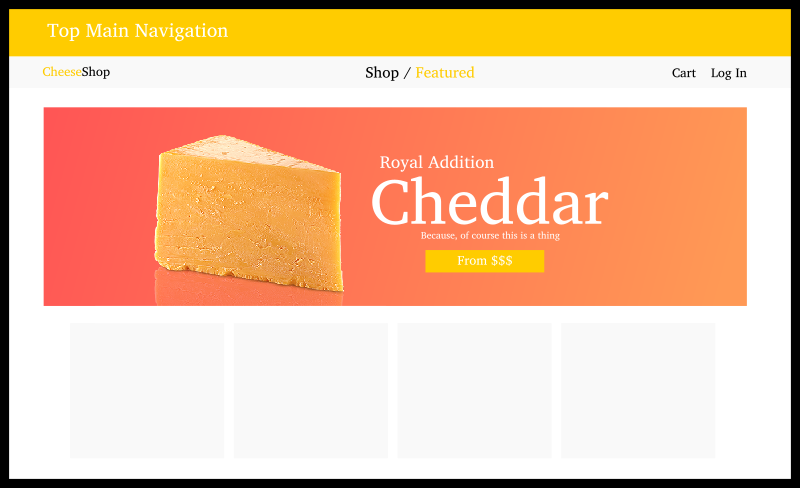 Top Main Navigation
CheeseShop
Shop / Featured
Cart
Log In
Royal Addition
Cheddar
Because, of course this is a thing
From $$$